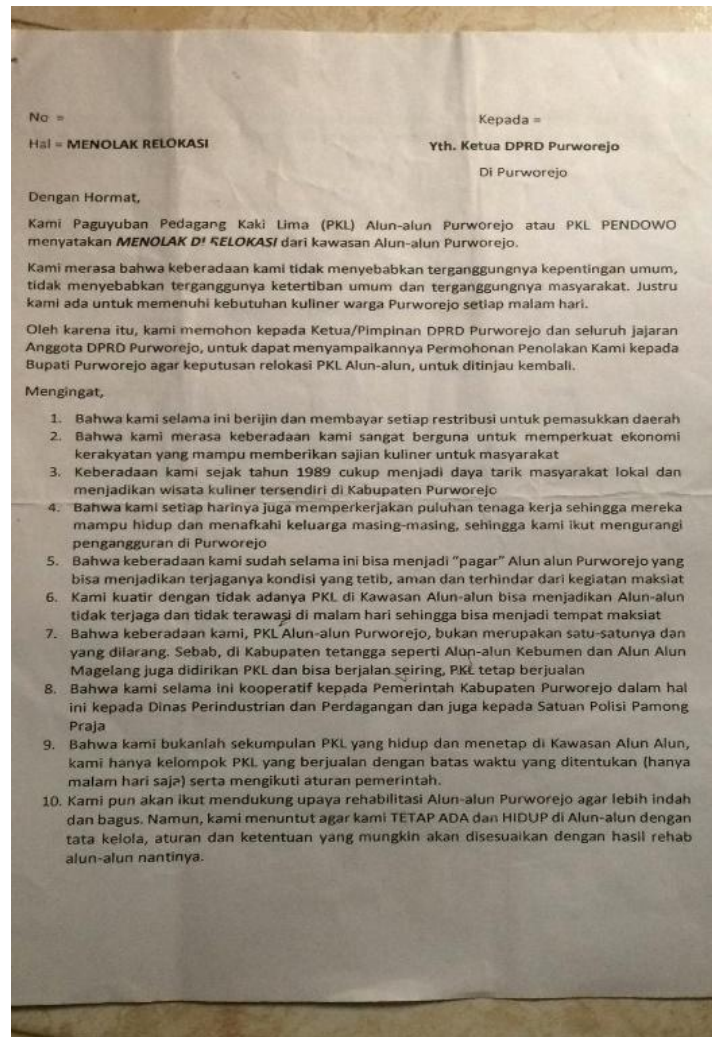 No =
Kepada =
Hal = MENOLAK RELOKASI
Yth. Ketua DPRD Purworejo
Di Purworejo
Dengan Hormat,
Kami Paguyuban Pedagang Kaki Lima (PKL) Alun-alun Purworejo atau PKL PENDOWO
menyatakan MENOLAK DI RELOKASI dari kawasan Alun-alun Purworejo.
Kami merasa bahwa keberadaan kami tidak menyebabkan terganggungnya kepentingan umum,
tidak menyebabkan terganggunya ketertiban umum dan terganggungnya masyarakat. Justru
kami ada untuk memenuhi kebutuhan kuliner warga Purworejo setiap malam hari.
Oleh karena itu, kami memohon kepada Ketua/Pimpinan DPRD Purworejo dan seluruh jajaran
Anggota DPRD Purworejo, untuk dapat menyampaikannya Permohonan Penolakan Kami kepada
Bupati Purworejo agar keputusan relokasi PKL Alun-alun, untuk ditinjau kembali.
Mengingat,
1. Bahwa kami selama ini berijin dan membayar setiap restribusi untuk pemasukkan daerah
2. Bahwa kami merasa keberadaan kami sangat berguna untuk memperkuat ekonomi
kerakyatan yang mampu memberikan sajian kuliner untuk masyarakat
3. Keberadaan kami sejak tahun 1989 cukup menjadi daya tarik masyarakat lokal dan
menjadikan wisata kuliner tersendiri di Kabupaten Purworejo
4. Bahwa kami setiap harinya juga memperkerjakan puluhan tenaga kerja sehingga mereka
mampu hidup dan menafkahi keluarga masing-masing, sehingga kami ikut mengurangi
pengangguran di Purworejo
5. Bahwa keberadaan kami sudah selama ini bisa menjadi “pagar” Alun alun Purworejo yang
bisa menjadikan terjaganya kondisi yang tetib, aman dan terhindar dari kegiatan maksiat
6. Kami kuatir dengan tidak adanya PKL di Kawasan Alun-alun bisa menjadikan Alun-alun
tidak terjaga dan tidak terawasi di malam hari sehingga bisa menjadi tempat maksiat
7. Bahwa keberadaan kami, PKL Alun-alun Purworejo, bukan merupakan satu-satunya dan
yang dilarang. Sebab, di Kabupaten tetangga seperti Alun-alun Kebumen dan Alun Alun
Magelang juga didirikan PKL dan bisa berjalan seiring, PKL tetap berjualan
8. Bahwa kami selama ini kooperatif kepada Pemerintah Kabupaten Purworejo dalam hal
ini kepada Dinas Perindustrian dan Perdagangan dan juga kepada Satuan Polisi Pamong
Praja
9. Bahwa kami bukanlah sekumpulan PKL yang hidup dan menetap di Kawasan Alun Alun,
kami hanya kelompok PKL yang berjualan dengan batas waktu yang ditentukan (hanya
malam hari saja) serta mengikuti aturan pemerintah.
10. Kami pun akan ikut mendukung upaya rehabilitasi Alun-alun Purworejo agar lebih indah
dan bagus. Namun, kami menuntut agar kami TETAP ADA dan HIDUP di Alun-alun dengan
tata kelola, aturan dan ketentuan yang mungkin akan disesuaikan dengan hasil rehab
alun-alun nantinya.